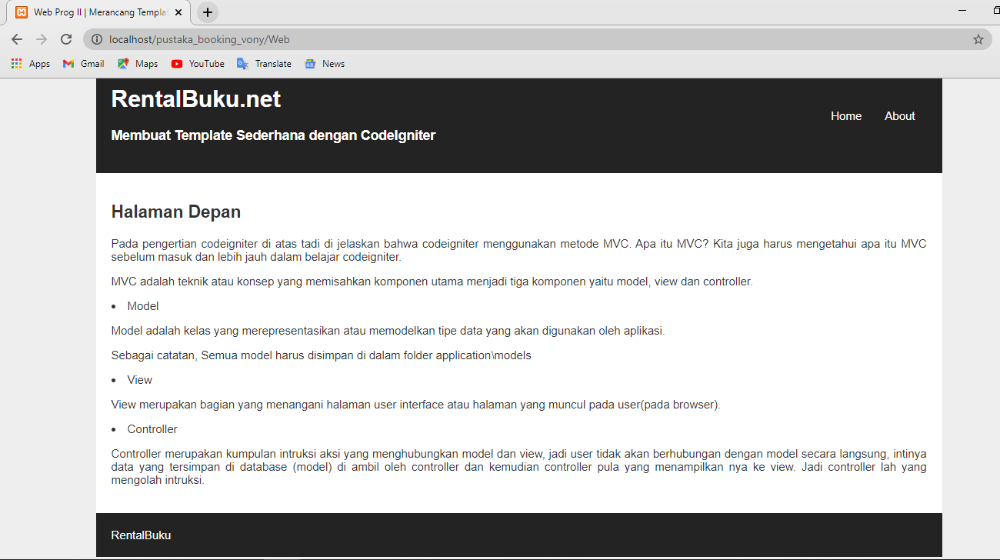 Web Prog II | Merancang Templat
localhost/pustaka_booking_vony/Web
Apps Gmail Maps YouTube Translate News
RentalBuku.net
Home About
Membuat Template Sederhana dengan CodeIgniter
Halaman Depan
Pada pengertian codeigniter di atas tadi di jelaskan bahwa codeigniter menggunakan metode MVC. Apa itu MVC? Kita juga harus mengetahui apa itu MVC
sebelum masuk dan lebih jauh dalam belajar codeigniter.
MVC adalah teknik atau konsep yang memisahkan komponen utama menjadi tiga komponen yaitu model, view dan controller.
• Model
Model adalah kelas yang merepresentasikan atau memodelkan tipe data yang akan digunakan oleh aplikasi.
Sebagai catatan, Semua model harus disimpan di dalam folder application\models
• View
View merupakan bagian yang menangani halaman user interface atau halaman yang muncul pada user(pada browser).
• Controller
Controller merupakan kumpulan intruksi aksi yang menghubungkan model dan view, jadi user tidak akan berhubungan dengan model secara langsung, intinya
data yang tersimpan di database (model) di ambil oleh controller dan kemudian controller pula yang menampilkan nya ke view. Jadi controller lah yang
mengolah intruksi.
RentalBuku